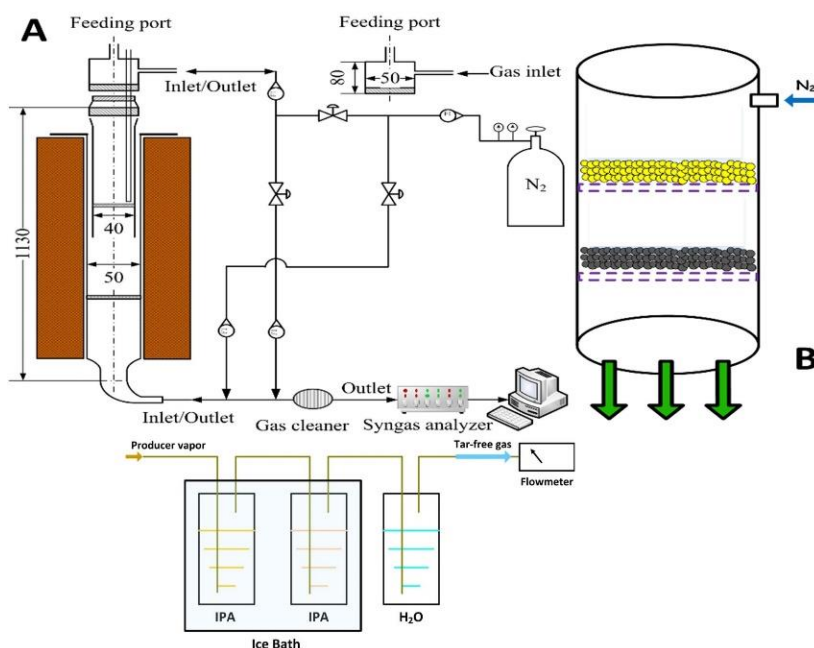 A
Feeding port
Inlet/Outlet
1130
40
50
Feeding port
80
50
Gas inlet
N2
Inlet/Outlet
Gas cleaner
Outlet
Syngas analyzer
N₂
B
Producer vapor
Tar-free gas
Flowmeter
IPA
IPA
H₂O
Ice Bath